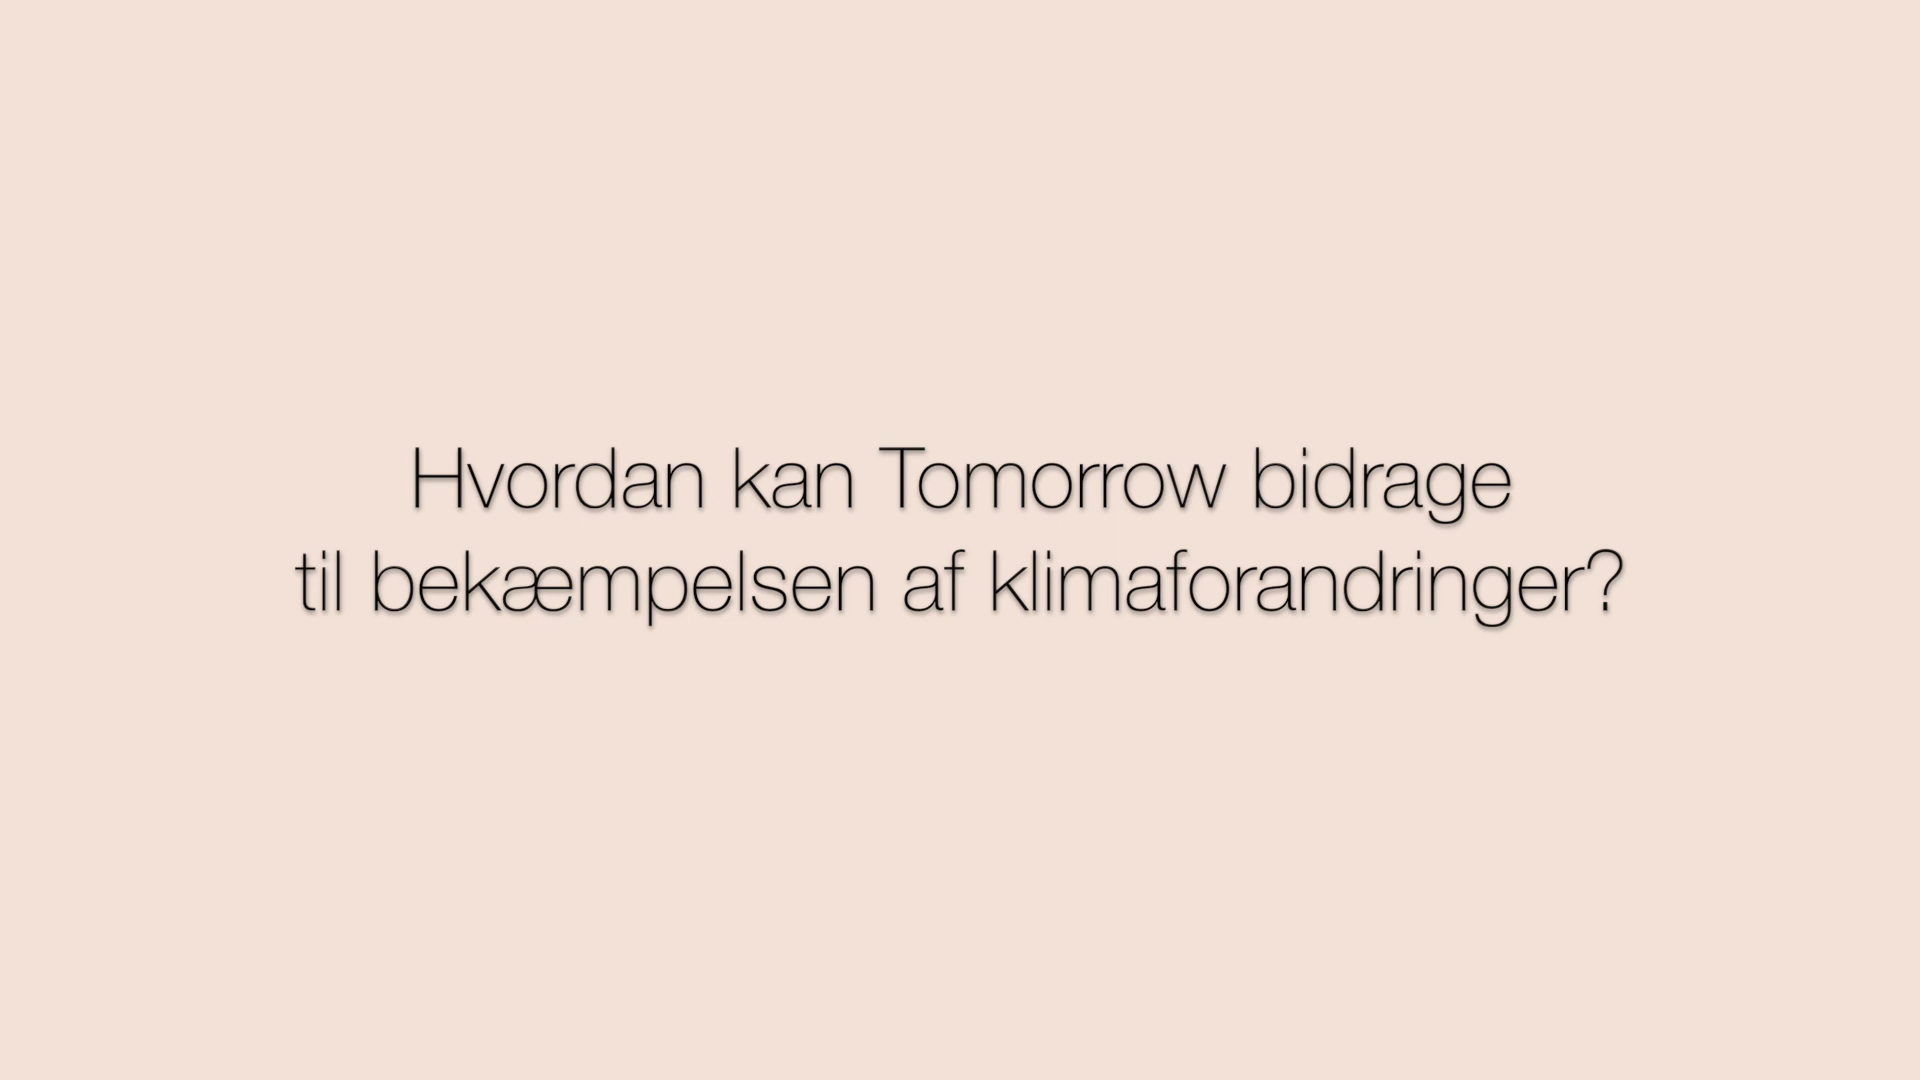 Hvordan kan Tomorrow bidrage
til bekæmpelsen af klimaforandringer?